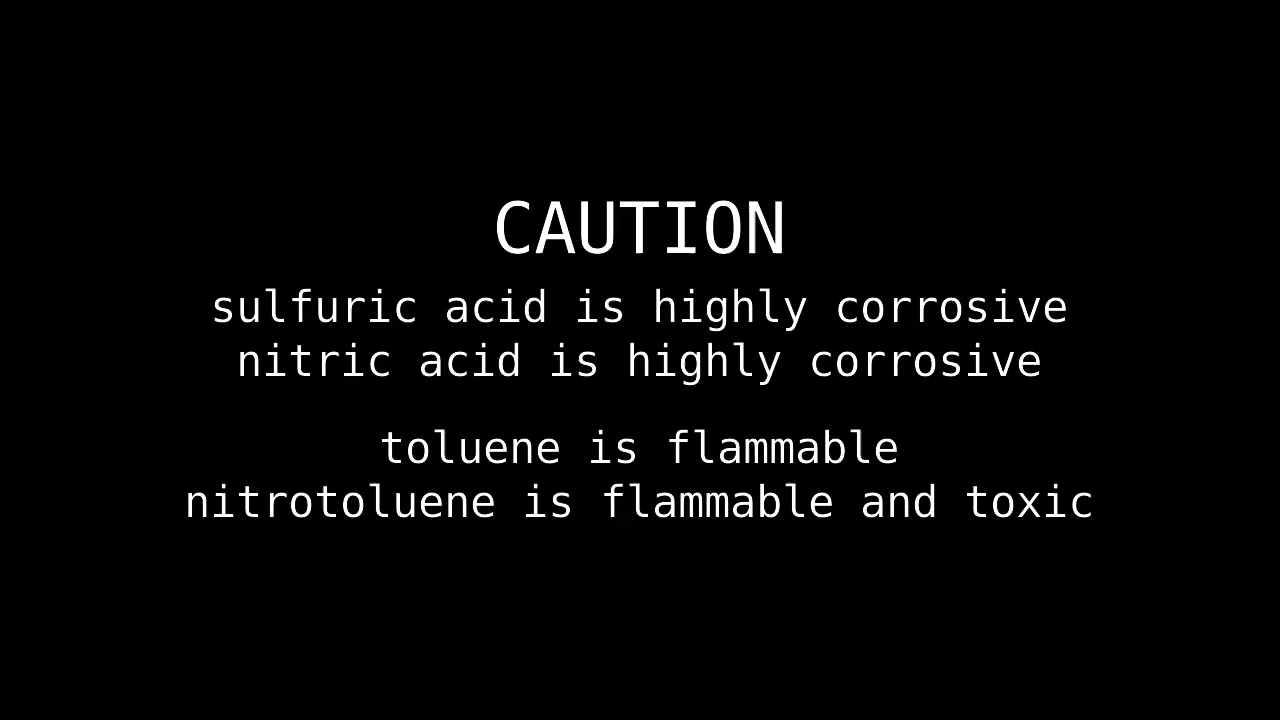 CAUTION
sulfuric acid is highly corrosive
nitric acid is highly corrosive
toluene is flammable
nitrotoluene is flammable and toxic